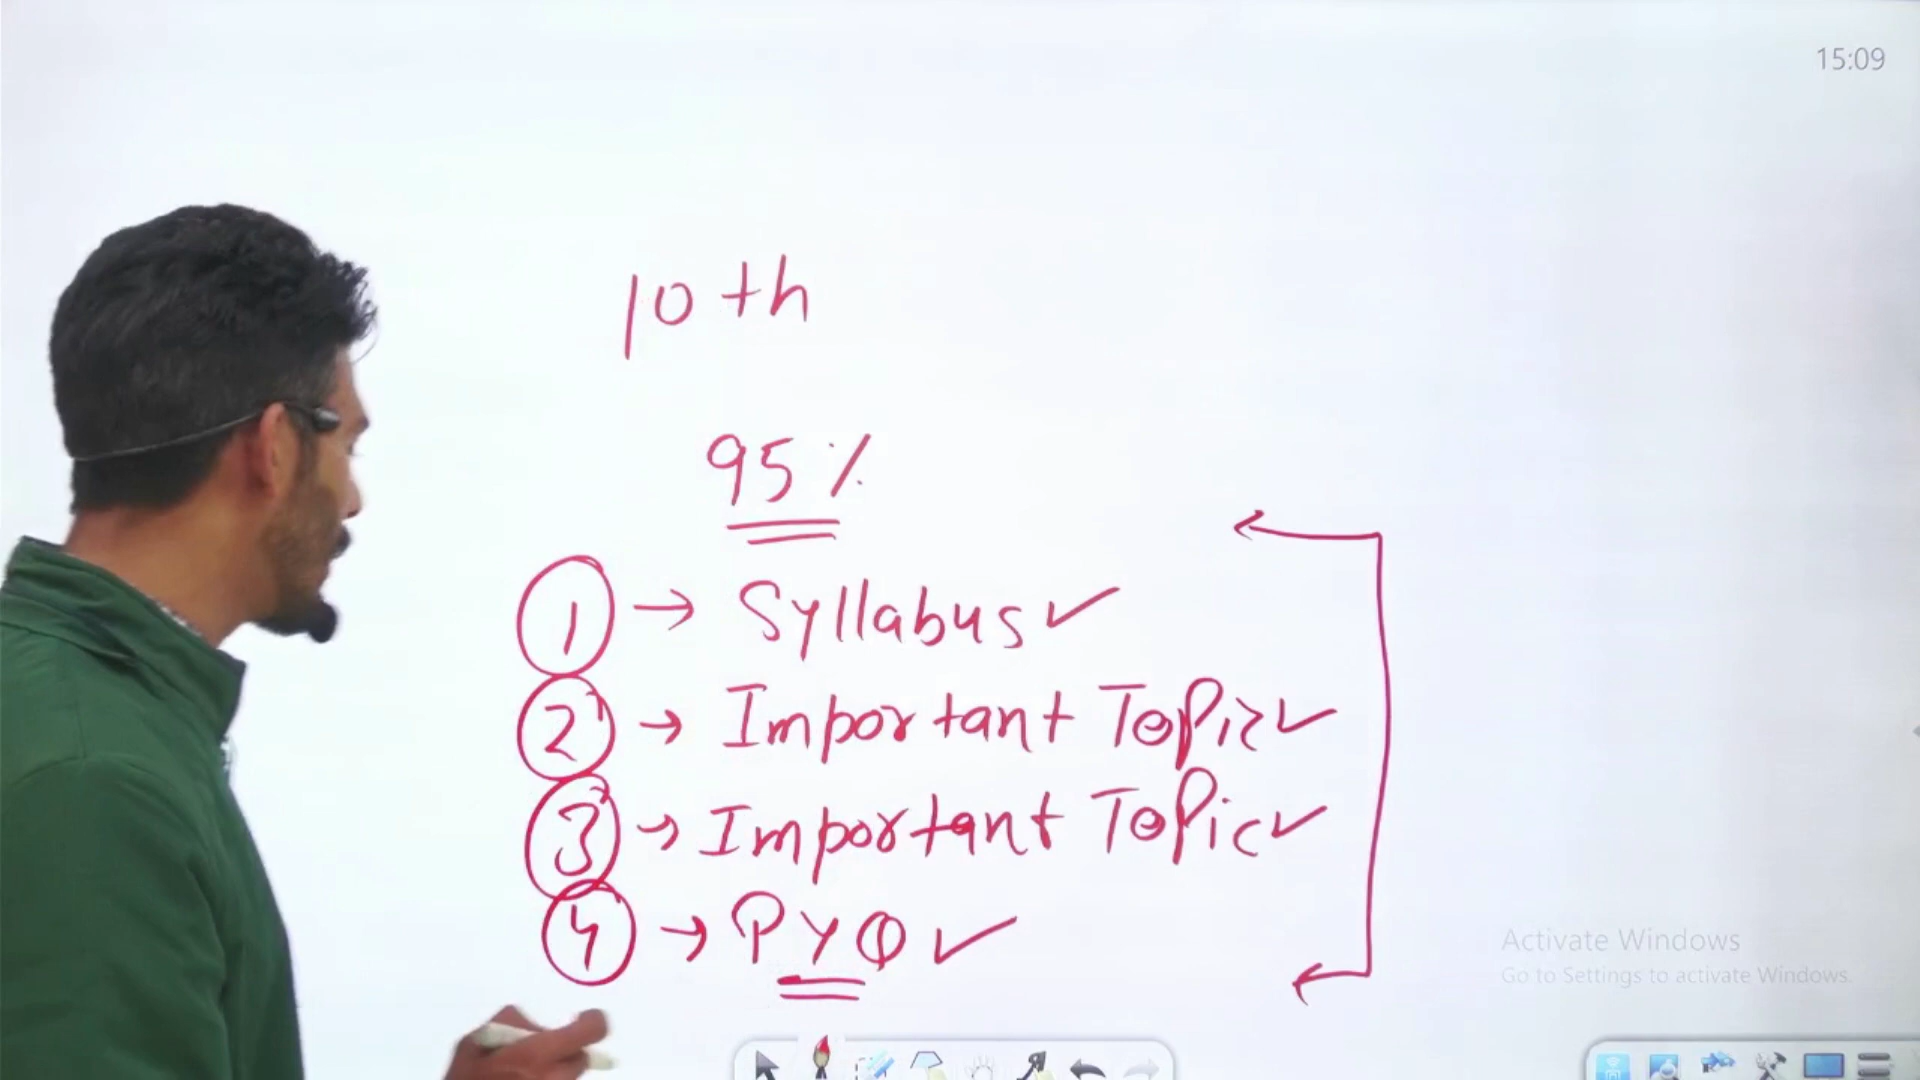 15:09
10th
95%
1 → Syllabus ✓
2 → Important Topic ✓
3 → Important Topic ✓
4 → PYQ ✓
Activate Windows
Go to Settings to activate Windows.